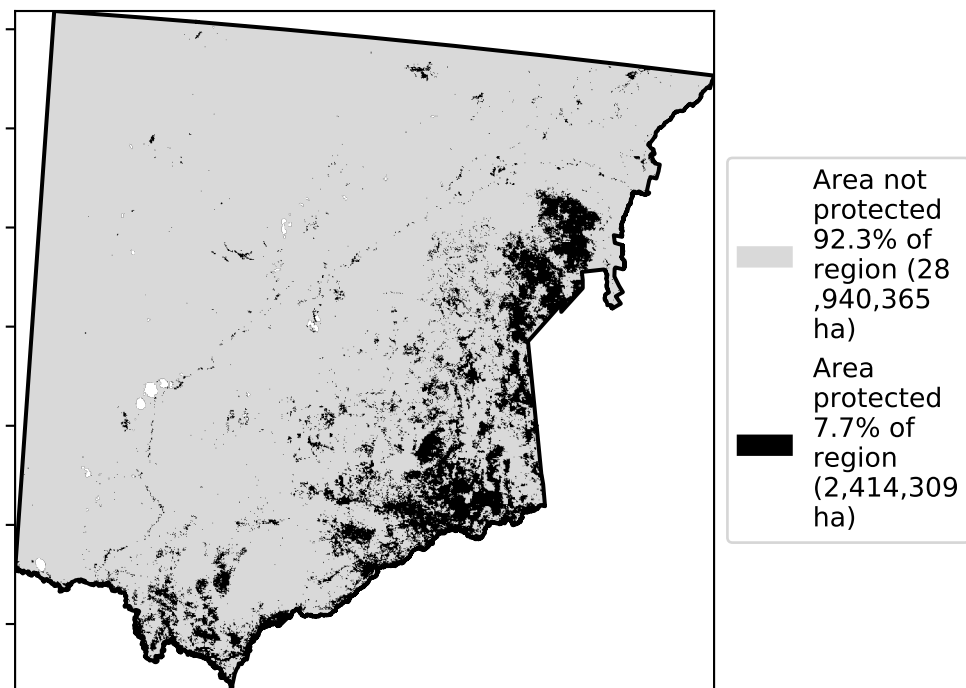 Area not
protected
92.3% of
region (28
,940,365
ha)
Area
protected
7.7% of
region
(2,414,309
ha)